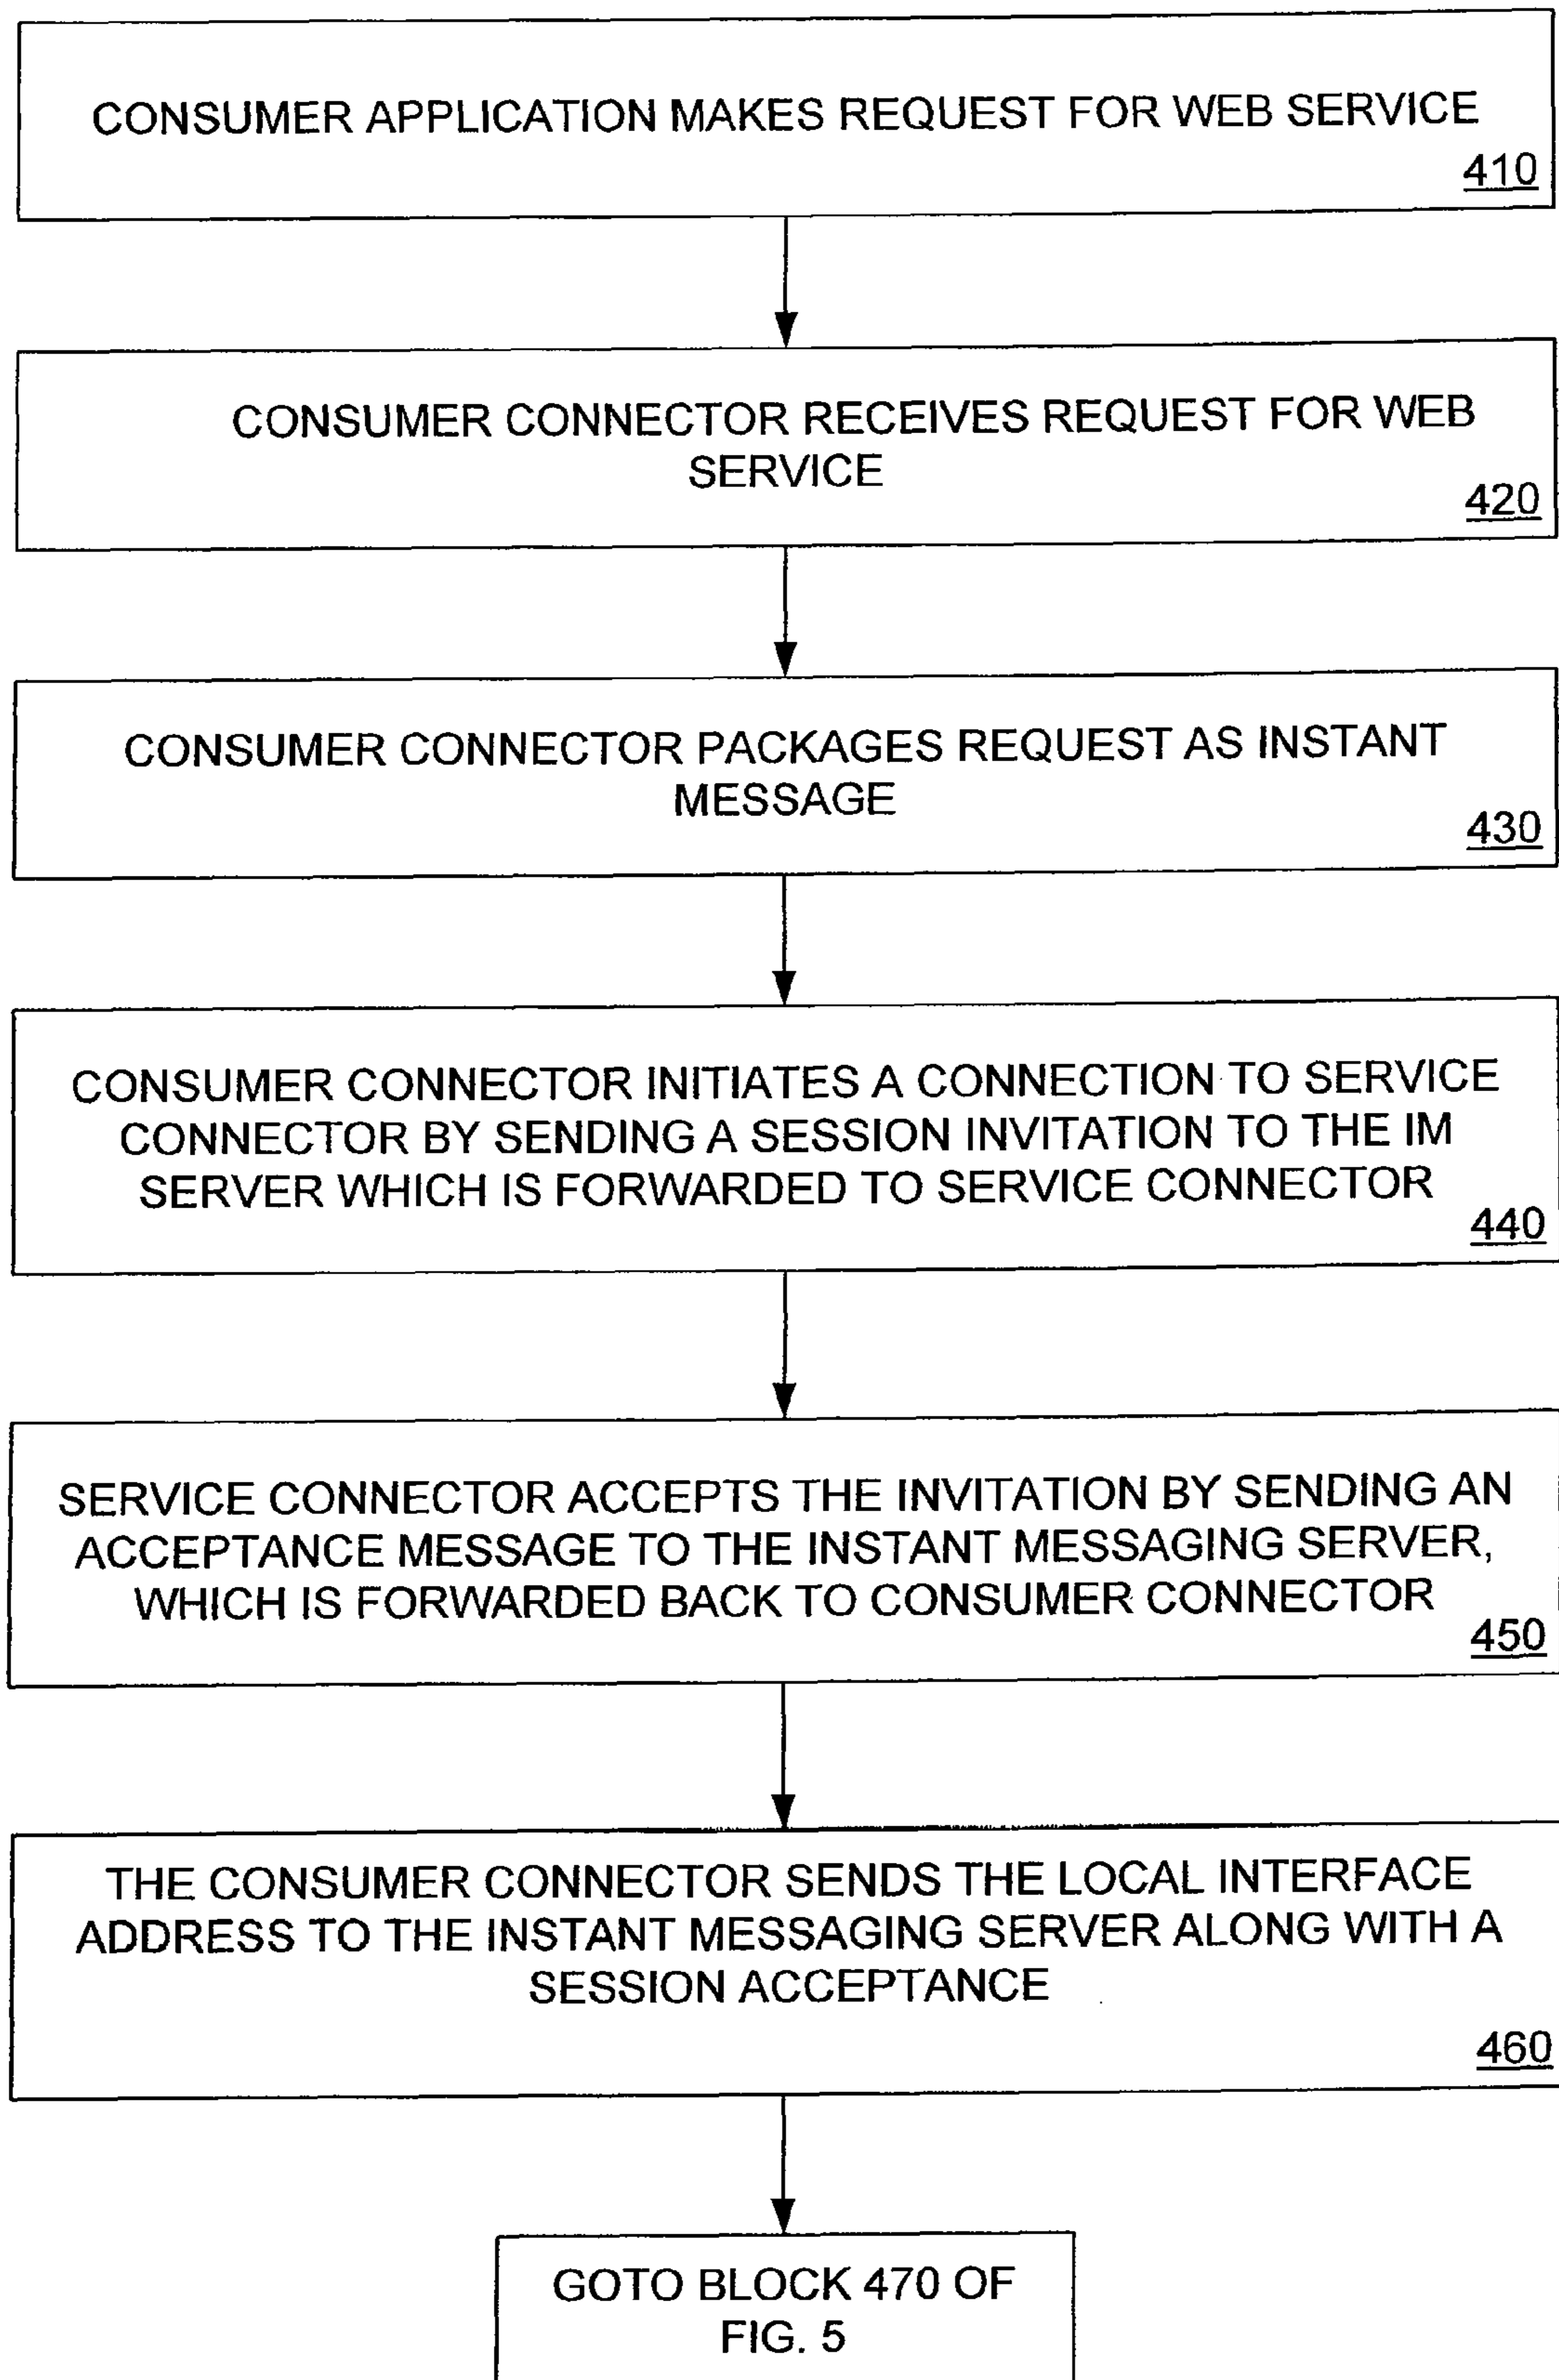 CONSUMER APPLICATION MAKES REQUEST FOR WEB SERVICE
410
CONSUMER CONNECTOR RECEIVES REQUEST FOR WEB
SERVICE
420
CONSUMER CONNECTOR PACKAGES REQUEST AS INSTANT
MESSAGE
430
CONSUMER CONNECTOR INITIATES A CONNECTION TO SERVICE
CONNECTOR BY SENDING A SESSION INVITATION TO THE IM
SERVER WHICH IS FORWARDED TO SERVICE CONNECTOR
440
SERVICE CONNECTOR ACCEPTS THE INVITATION BY SENDING AN
ACCEPTANCE MESSAGE TO THE INSTANT MESSAGING SERVER,
WHICH IS FORWARDED BACK TO CONSUMER CONNECTOR
450
THE CONSUMER CONNECTOR SENDS THE LOCAL INTERFACE
ADDRESS TO THE INSTANT MESSAGING SERVER ALONG WITH A
SESSION ACCEPTANCE
460
GOTO BLOCK 470 OF
FIG. 5